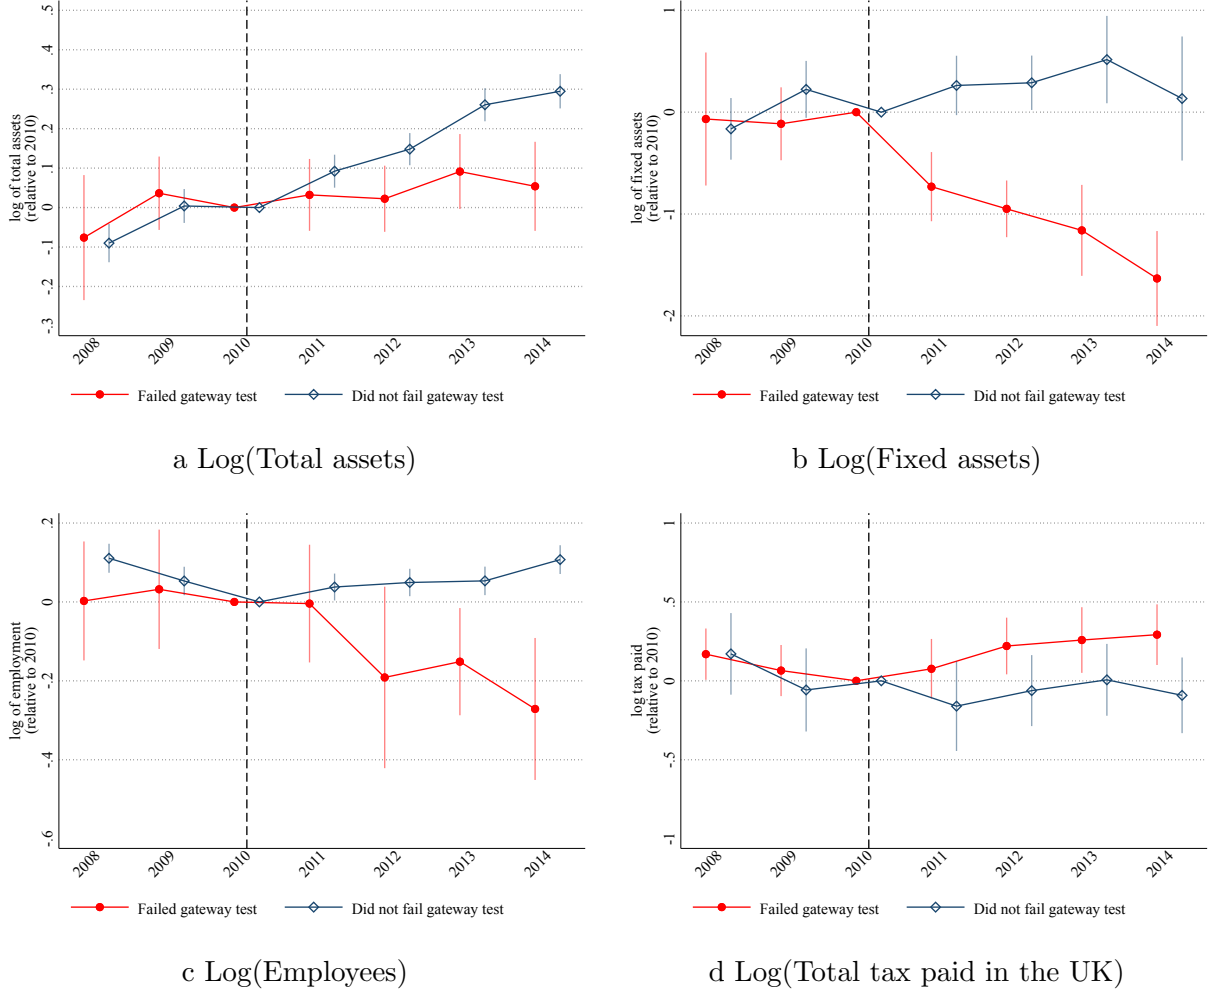 .5
.4
.3
.2
.1
0
-.1
-.2
-.3
log of total assets
(relative to 2010)
2008 2009 2010 2011 2012 2013 2014
Failed gateway test Did not fail gateway test
a Log(Total assets)
1
0
-1
-2
log of fixed assets
(relative to 2010)
2008 2009 2010 2011 2012 2013 2014
Failed gateway test Did not fail gateway test
b Log(Fixed assets)
.2
0
-.2
-.4
-.6
log of employment
(relative to 2010)
2008 2009 2010 2011 2012 2013 2014
Failed gateway test Did not fail gateway test
c Log(Employees)
1
.5
0
-.5
-1
log tax paid
(relative to 2010)
2008 2009 2010 2011 2012 2013 2014
Failed gateway test Did not fail gateway test
d Log(Total tax paid in the UK)